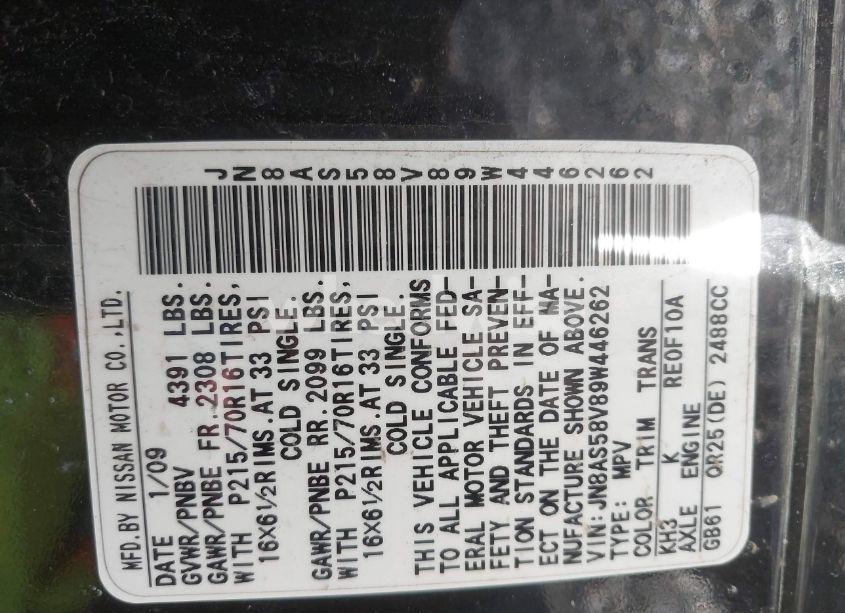 MFD.BY NISSAN MOTOR CO.,LTD.
DATE 1/09
GVWR/PNBV 4391 LBS.
GAWR/PNBE FR.2308 LBS.
WITH P215/70R16TIRES,
16X6½RIMS.AT 33 PSI
COLD SINGLE
GAWR/PNBE RR.2099 LBS.
WITH P215/70R16TIRES,
16X6½RIMS.AT 33 PSI
COLD SINGLE.
THIS VEHICLE CONFORMS
TO ALL APPLICABLE FED-
ERAL MOTOR VEHICLE SA-
FETY AND THEFT PREVEN-
TION STANDARDS IN EFF-
ECT ON THE DATE OF MA-
NUFACTURE SHOWN ABOVE.
VIN:JN8AS58V89W446262
TYPE: MPV
COLOR TRIM TRANS
KH3 K RE0F10A
AXLE ENGINE
GB61 QR25(DE) 2488CC
JN8AS58V89W446262